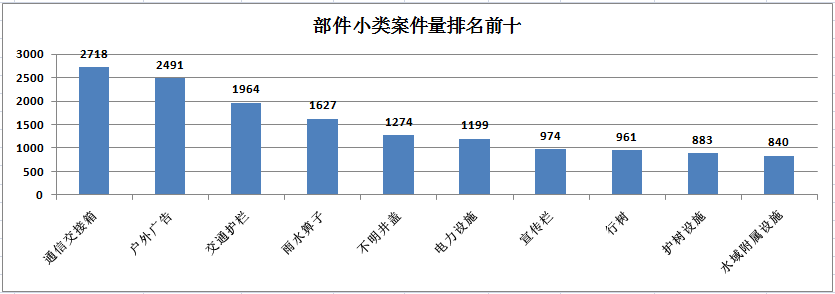 部件小类案件量排名前十
3000
2500
2000
1500
1000
500
0
2718
2491
1964
1627
1274
1199
974
961
883
840
通信交接箱
户外广告
交通护栏
雨水箅子
不明井盖
电力设施
宣传栏
行树
护树设施
水域附属设施